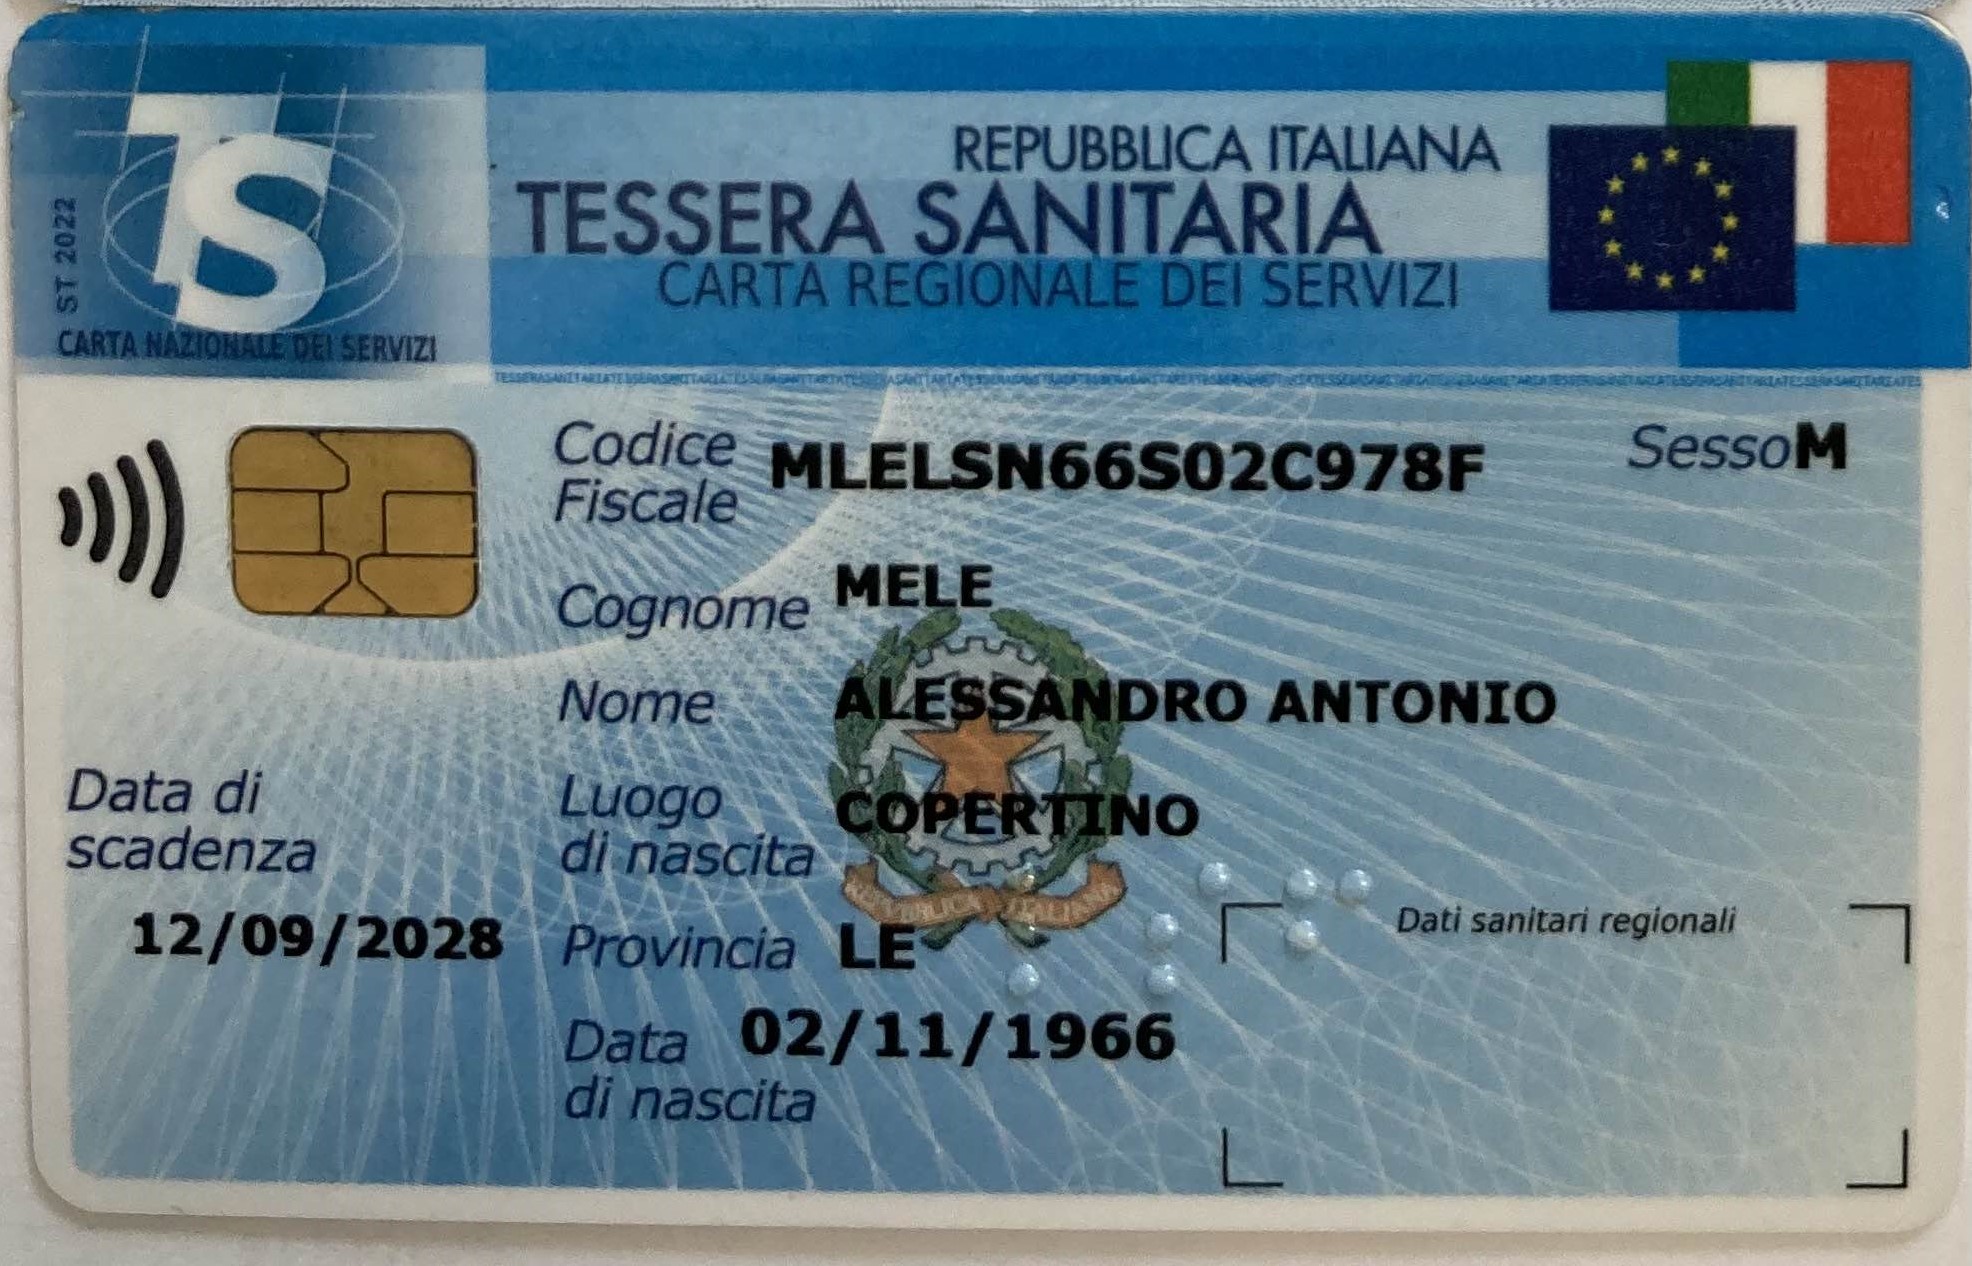 REPUBBLICA ITALIANA
TESSERA SANITARIA
CARTA REGIONALE DEI SERVIZI
TS
ST 2022
CARTA NAZIONALE DEI SERVIZI
Codice Fiscale MLELSN66S02C978F
Sesso M
Cognome MELE
Nome ALESSANDRO ANTONIO
Luogo di nascita COPERTINO
Provincia LE
Data di nascita 02/11/1966
Data di scadenza
12/09/2028
Dati sanitari regionali